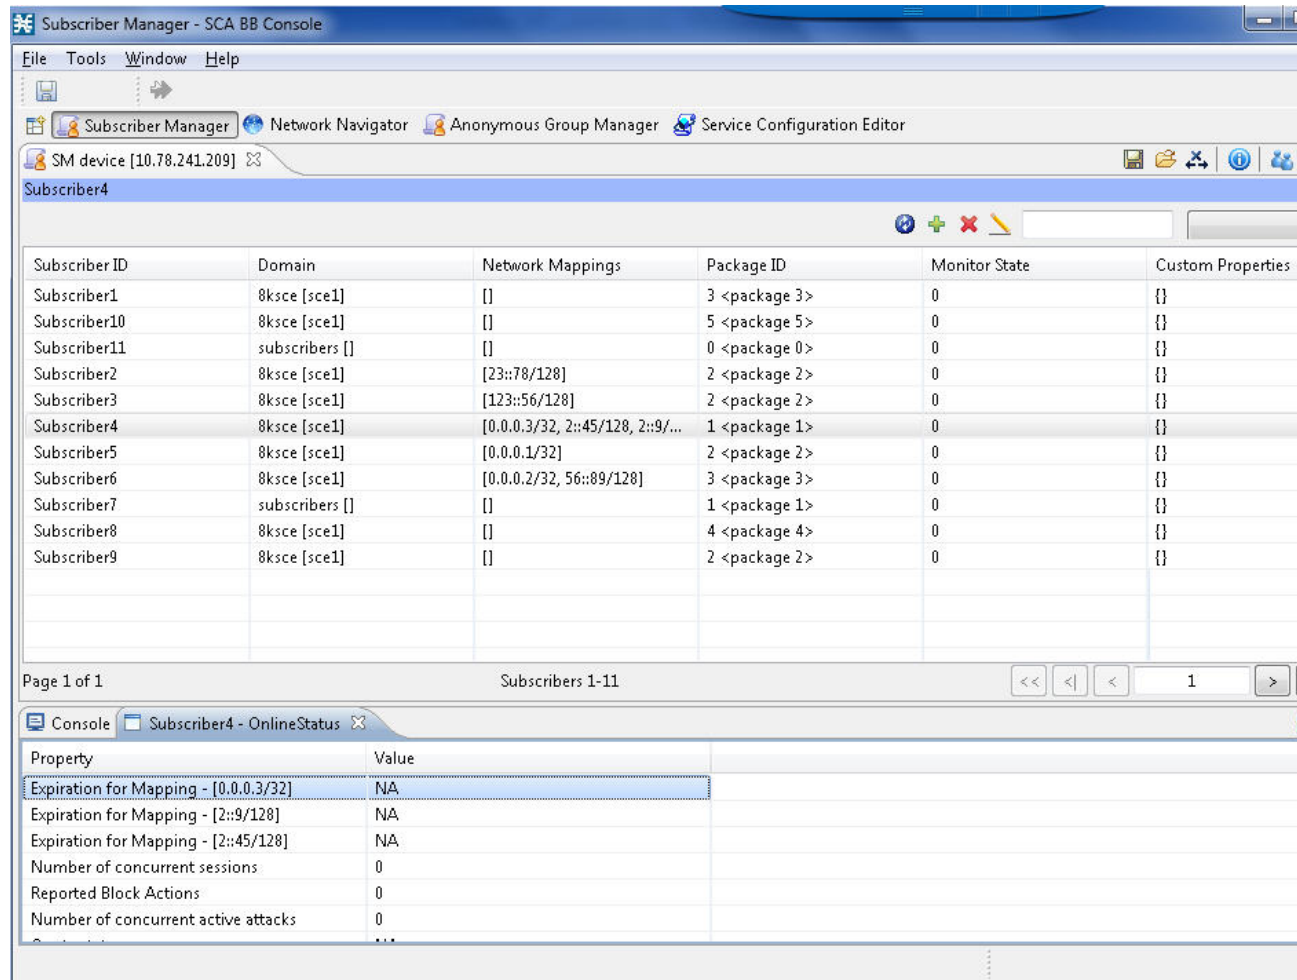 Subscriber Manager - SCA BB Console
File Tools Window Help
Subscriber Manager Network Navigator Anonymous Group Manager Service Configuration Editor
SM device [10.78.241.209]
Subscriber4
Subscriber ID Domain Network Mappings Package ID Monitor State Custom Properties
Subscriber1 8ksce [sce1] [] 3 <package 3> 0 {}
Subscriber10 8ksce [sce1] [] 5 <package 5> 0 {}
Subscriber11 subscribers [] [] 0 <package 0> 0 {}
Subscriber2 8ksce [sce1] [23::78/128] 2 <package 2> 0 {}
Subscriber3 8ksce [sce1] [123::56/128] 2 <package 2> 0 {}
Subscriber4 8ksce [sce1] [0.0.0.3/32, 2::45/128, 2::9/... 1 <package 1> 0 {}
Subscriber5 8ksce [sce1] [0.0.0.1/32] 2 <package 2> 0 {}
Subscriber6 8ksce [sce1] [0.0.0.2/32, 56::89/128] 3 <package 3> 0 {}
Subscriber7 subscribers [] [] 1 <package 1> 0 {}
Subscriber8 8ksce [sce1] [] 4 <package 4> 0 {}
Subscriber9 8ksce [sce1] [] 2 <package 2> 0 {}
Page 1 of 1 Subscribers 1-11 << <| < 1 >
Console Subscriber4 - OnlineStatus
Property Value
Expiration for Mapping - [0.0.0.3/32] NA
Expiration for Mapping - [2::9/128] NA
Expiration for Mapping - [2::45/128] NA
Number of concurrent sessions 0
Reported Block Actions 0
Number of concurrent active attacks 0